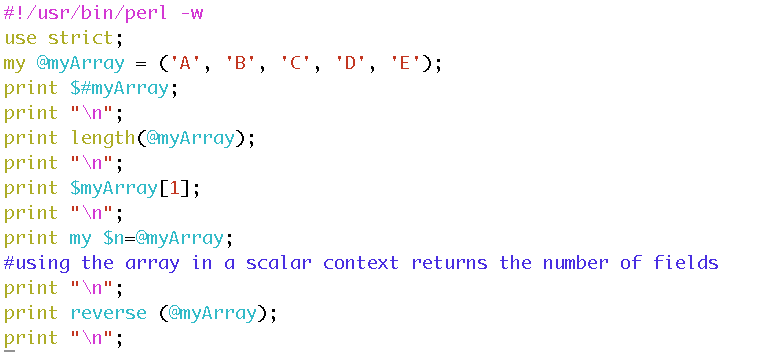 #!/usr/bin/perl -w
use strict;
my @myArray = ('A', 'B', 'C', 'D', 'E');
print $#myArray;
print "\n";
print length(@myArray);
print "\n";
print $myArray[1];
print "\n";
print my $n=@myArray;
#using the array in a scalar context returns the number of fields
print "\n";
print reverse (@myArray);
print "\n";